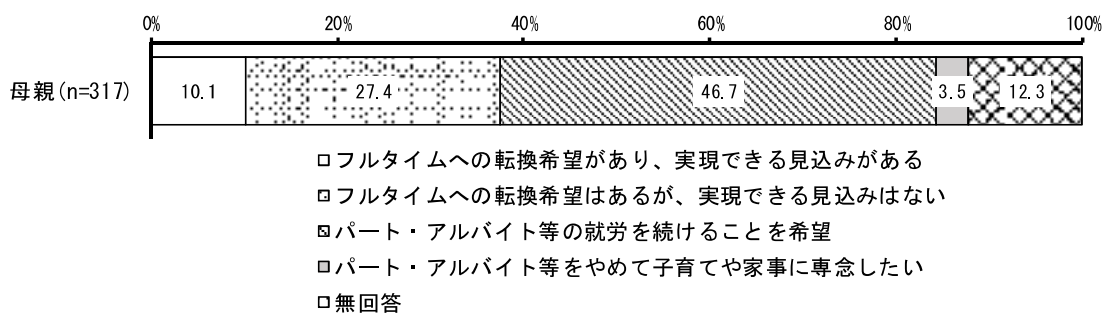 0% 20% 40% 60% 80% 100%
母親(n=317) 10.1 27.4 46.7 3.5 12.3
フルタイムへの転換希望があり、実現できる見込みがある
フルタイムへの転換希望はあるが、実現できる見込みはない
パート・アルバイト等の就労を続けることを希望
パート・アルバイト等をやめて子育てや家事に専念したい
無回答